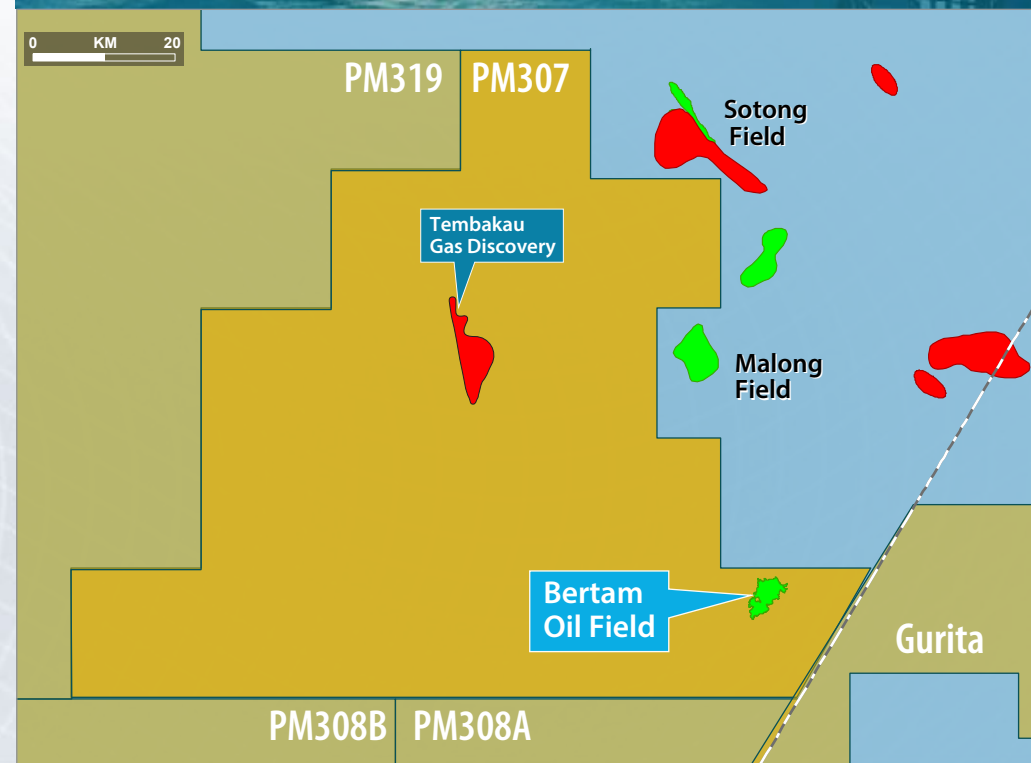 0 KM 20
PM319
PM307
Sotong
Field
Tembakau
Gas Discovery
Malong
Field
Bertam
Oil Field
Gurita
PM308B
PM308A